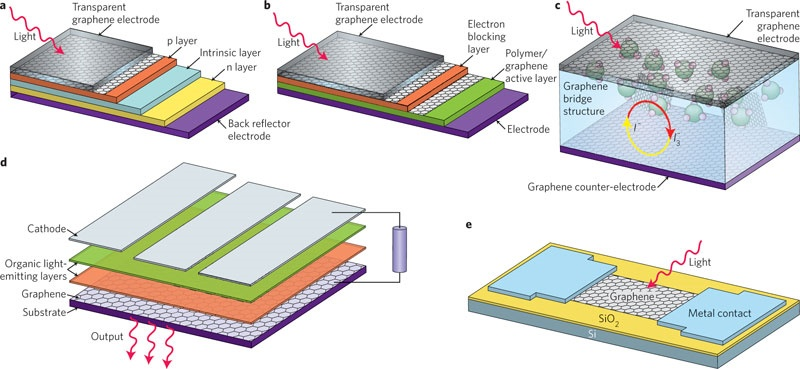 a
Transparent
graphene electrode
Light
p layer
Intrinsic layer
n layer
Back reflector
electrode
b
Transparent
graphene electrode
Light
Electron
blocking
layer
Polymer/
graphene
active layer
Electrode
c
Transparent
graphene
electrode
Light
Graphene
bridge
structure
I⁻
I₃
Graphene counter-electrode
d
Cathode
Organic light-
emitting layers
Graphene
Substrate
Output
e
Light
Graphene
Metal contact
SiO₂
Si